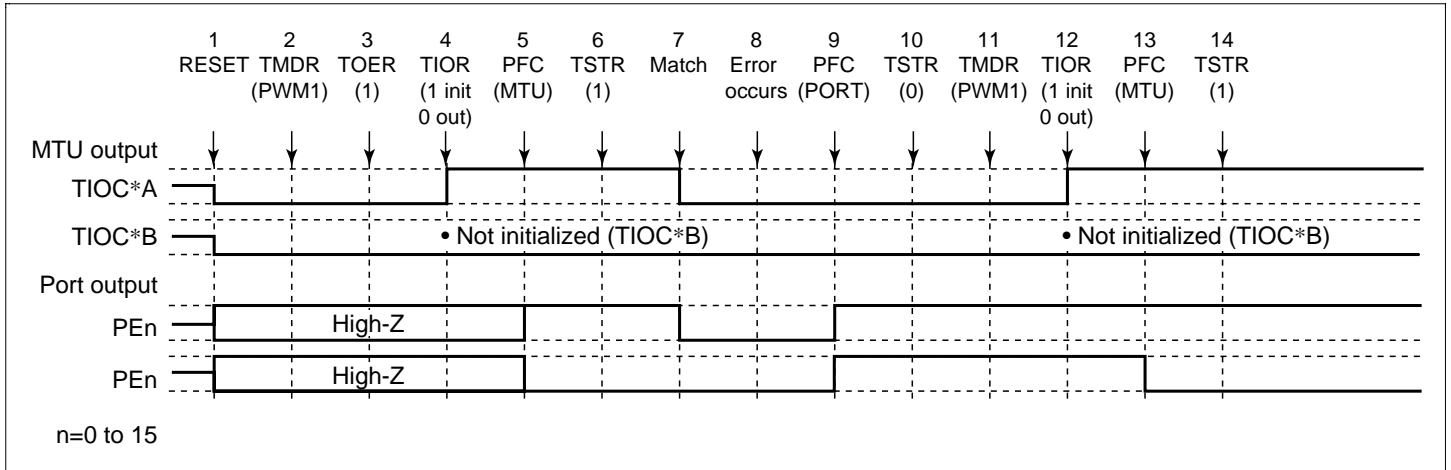 1 2 3 4 5 6 7 8 9 10 11 12 13 14
RESET TMDR TOER TIOR PFC TSTR Match Error PFC TSTR TMDR TIOR PFC TSTR
(PWM1) (1) (1 init (MTU) (1) occurs (PORT) (0) (PWM1) (1 init (MTU) (1)
0 out) 0 out)
MTU output
TIOC*A
TIOC*B • Not initialized (TIOC*B) • Not initialized (TIOC*B)
Port output
PEn High-Z
PEn High-Z
n=0 to 15